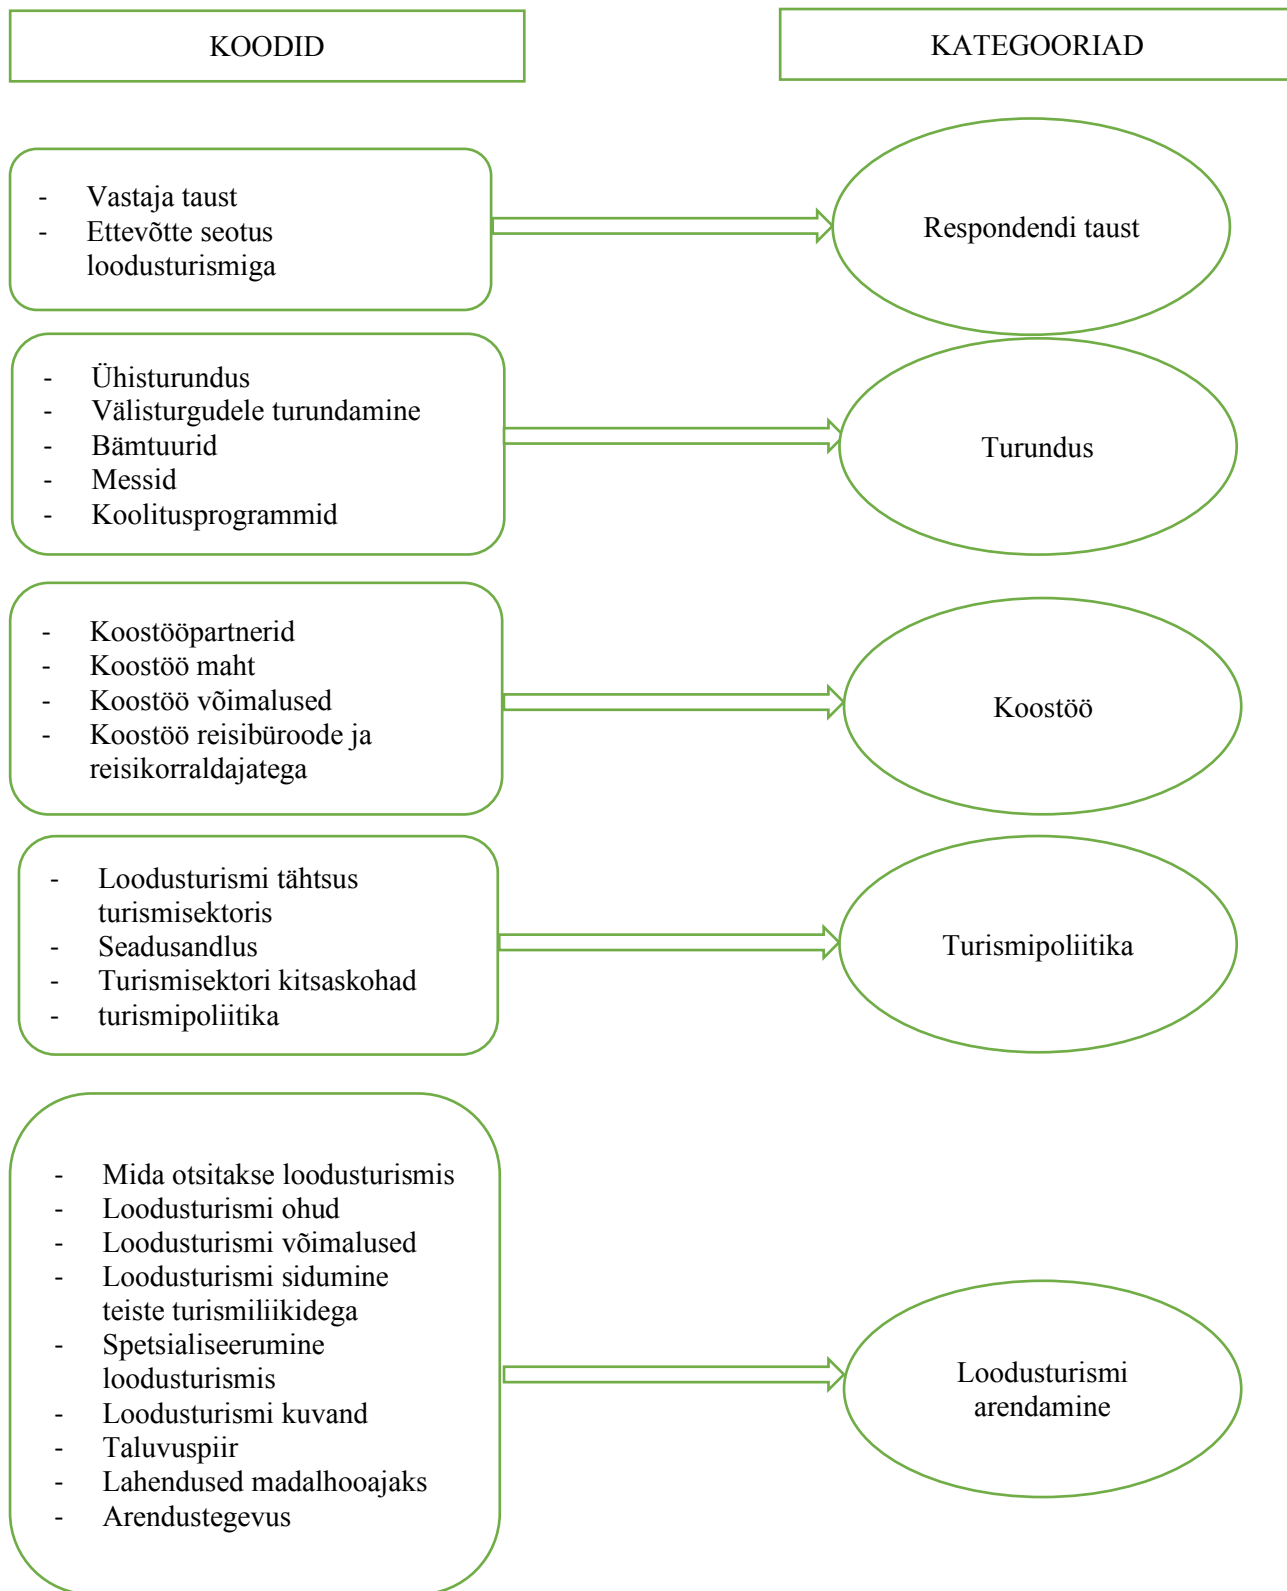 KOODID
KATEGOORIAD
- Vastaja taust
- Ettevõtte seotus
loodusturismiga
Respondendi taust
- Ühisturundus
- Välisturgudele turundamine
- Bämtuurid
- Messid
- Koolitusprogrammid
Turundus
- Koostööpartnerid
- Koostöö maht
- Koostöö võimalused
- Koostöö reisibüroode ja
reisikorraldajatega
Koostöö
- Loodusturismi tähtsus
turismisektoris
- Seadusandlus
- Turismisektori kitsaskohad
- turismipoliitika
Turismipoliitika
- Mida otsitakse loodusturismis
- Loodusturismi ohud
- Loodusturismi võimalused
- Loodusturismi sidumine
teiste turismiliikidega
- Spetsialiseerumine
loodusturismis
- Loodusturismi kuvand
- Taluvuspiir
- Lahendused madalhooajaks
- Arendustegevus
Loodusturismi
arendamine